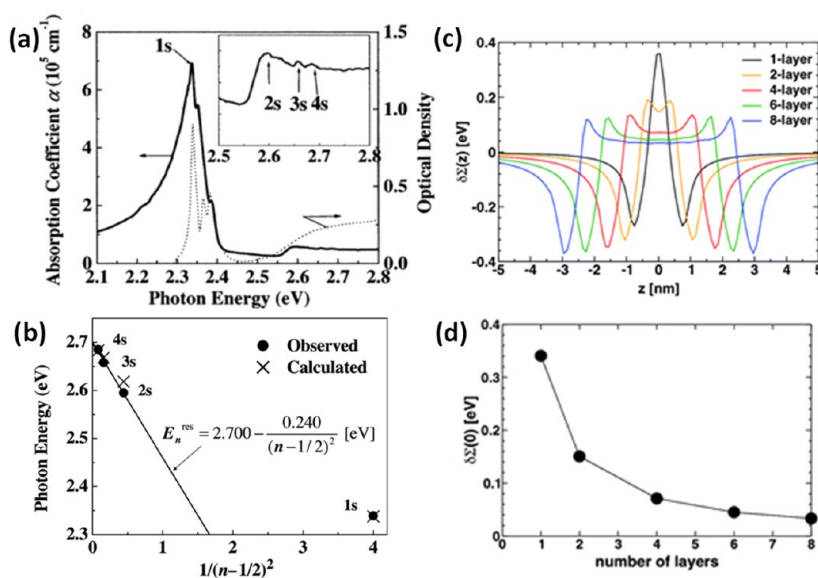 (a)
Absorption Coefficient α (10⁵ cm⁻¹)
8
7
6
5
4
3
2
1
0
1s
2s
3s
4s
2.5 2.6 2.7 2.8
1.5
1.0
0.5
0.0
Optical Density
2.1 2.2 2.3 2.4 2.5 2.6 2.7 2.8
Photon Energy (eV)
(b)
Photon Energy (eV)
2.7
2.6
2.5
2.4
2.3
4s
3s
2s
1s
Observed
Calculated
Eₙʳᵉˢ = 2.700 − 0.240/(n−1/2)² [eV]
0 1 2 3 4
1/(n−1/2)²
(c)
δΣ(z) [eV]
0.4
0.2
0
-0.2
-0.4
1-layer
2-layer
4-layer
6-layer
8-layer
-5 -4 -3 -2 -1 0 1 2 3 4 5
z [nm]
(d)
δΣ(0) [eV]
0.4
0.3
0.2
0.1
0
0 1 2 3 4 5 6 7 8
number of layers